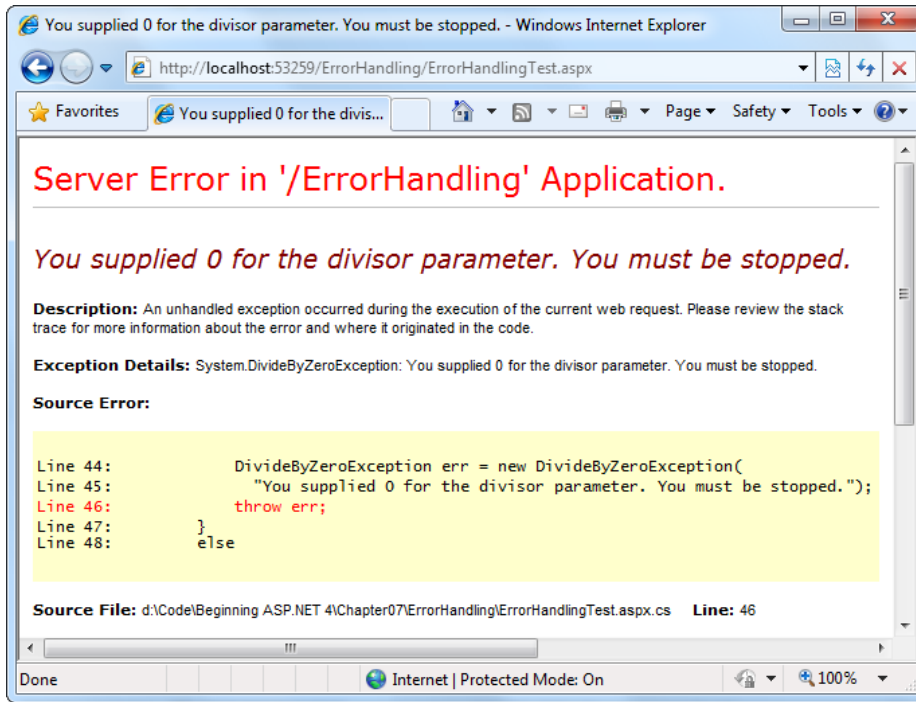 You supplied 0 for the divisor parameter. You must be stopped. - Windows Internet Explorer
http://localhost:53259/ErrorHandling/ErrorHandlingTest.aspx
Favorites
You supplied 0 for the divis...
Page
Safety
Tools
Server Error in '/ErrorHandling' Application.
You supplied 0 for the divisor parameter. You must be stopped.
Description: An unhandled exception occurred during the execution of the current web request. Please review the stack
trace for more information about the error and where it originated in the code.
Exception Details: System.DivideByZeroException: You supplied 0 for the divisor parameter. You must be stopped.
Source Error:
Line 44:             DivideByZeroException err = new DivideByZeroException(
Line 45:               "You supplied 0 for the divisor parameter. You must be stopped.");
Line 46:             throw err;
Line 47:         }
Line 48:         else
Source File: d:\Code\Beginning ASP.NET 4\Chapter07\ErrorHandling\ErrorHandlingTest.aspx.cs    Line: 46
Done
Internet | Protected Mode: On
100%